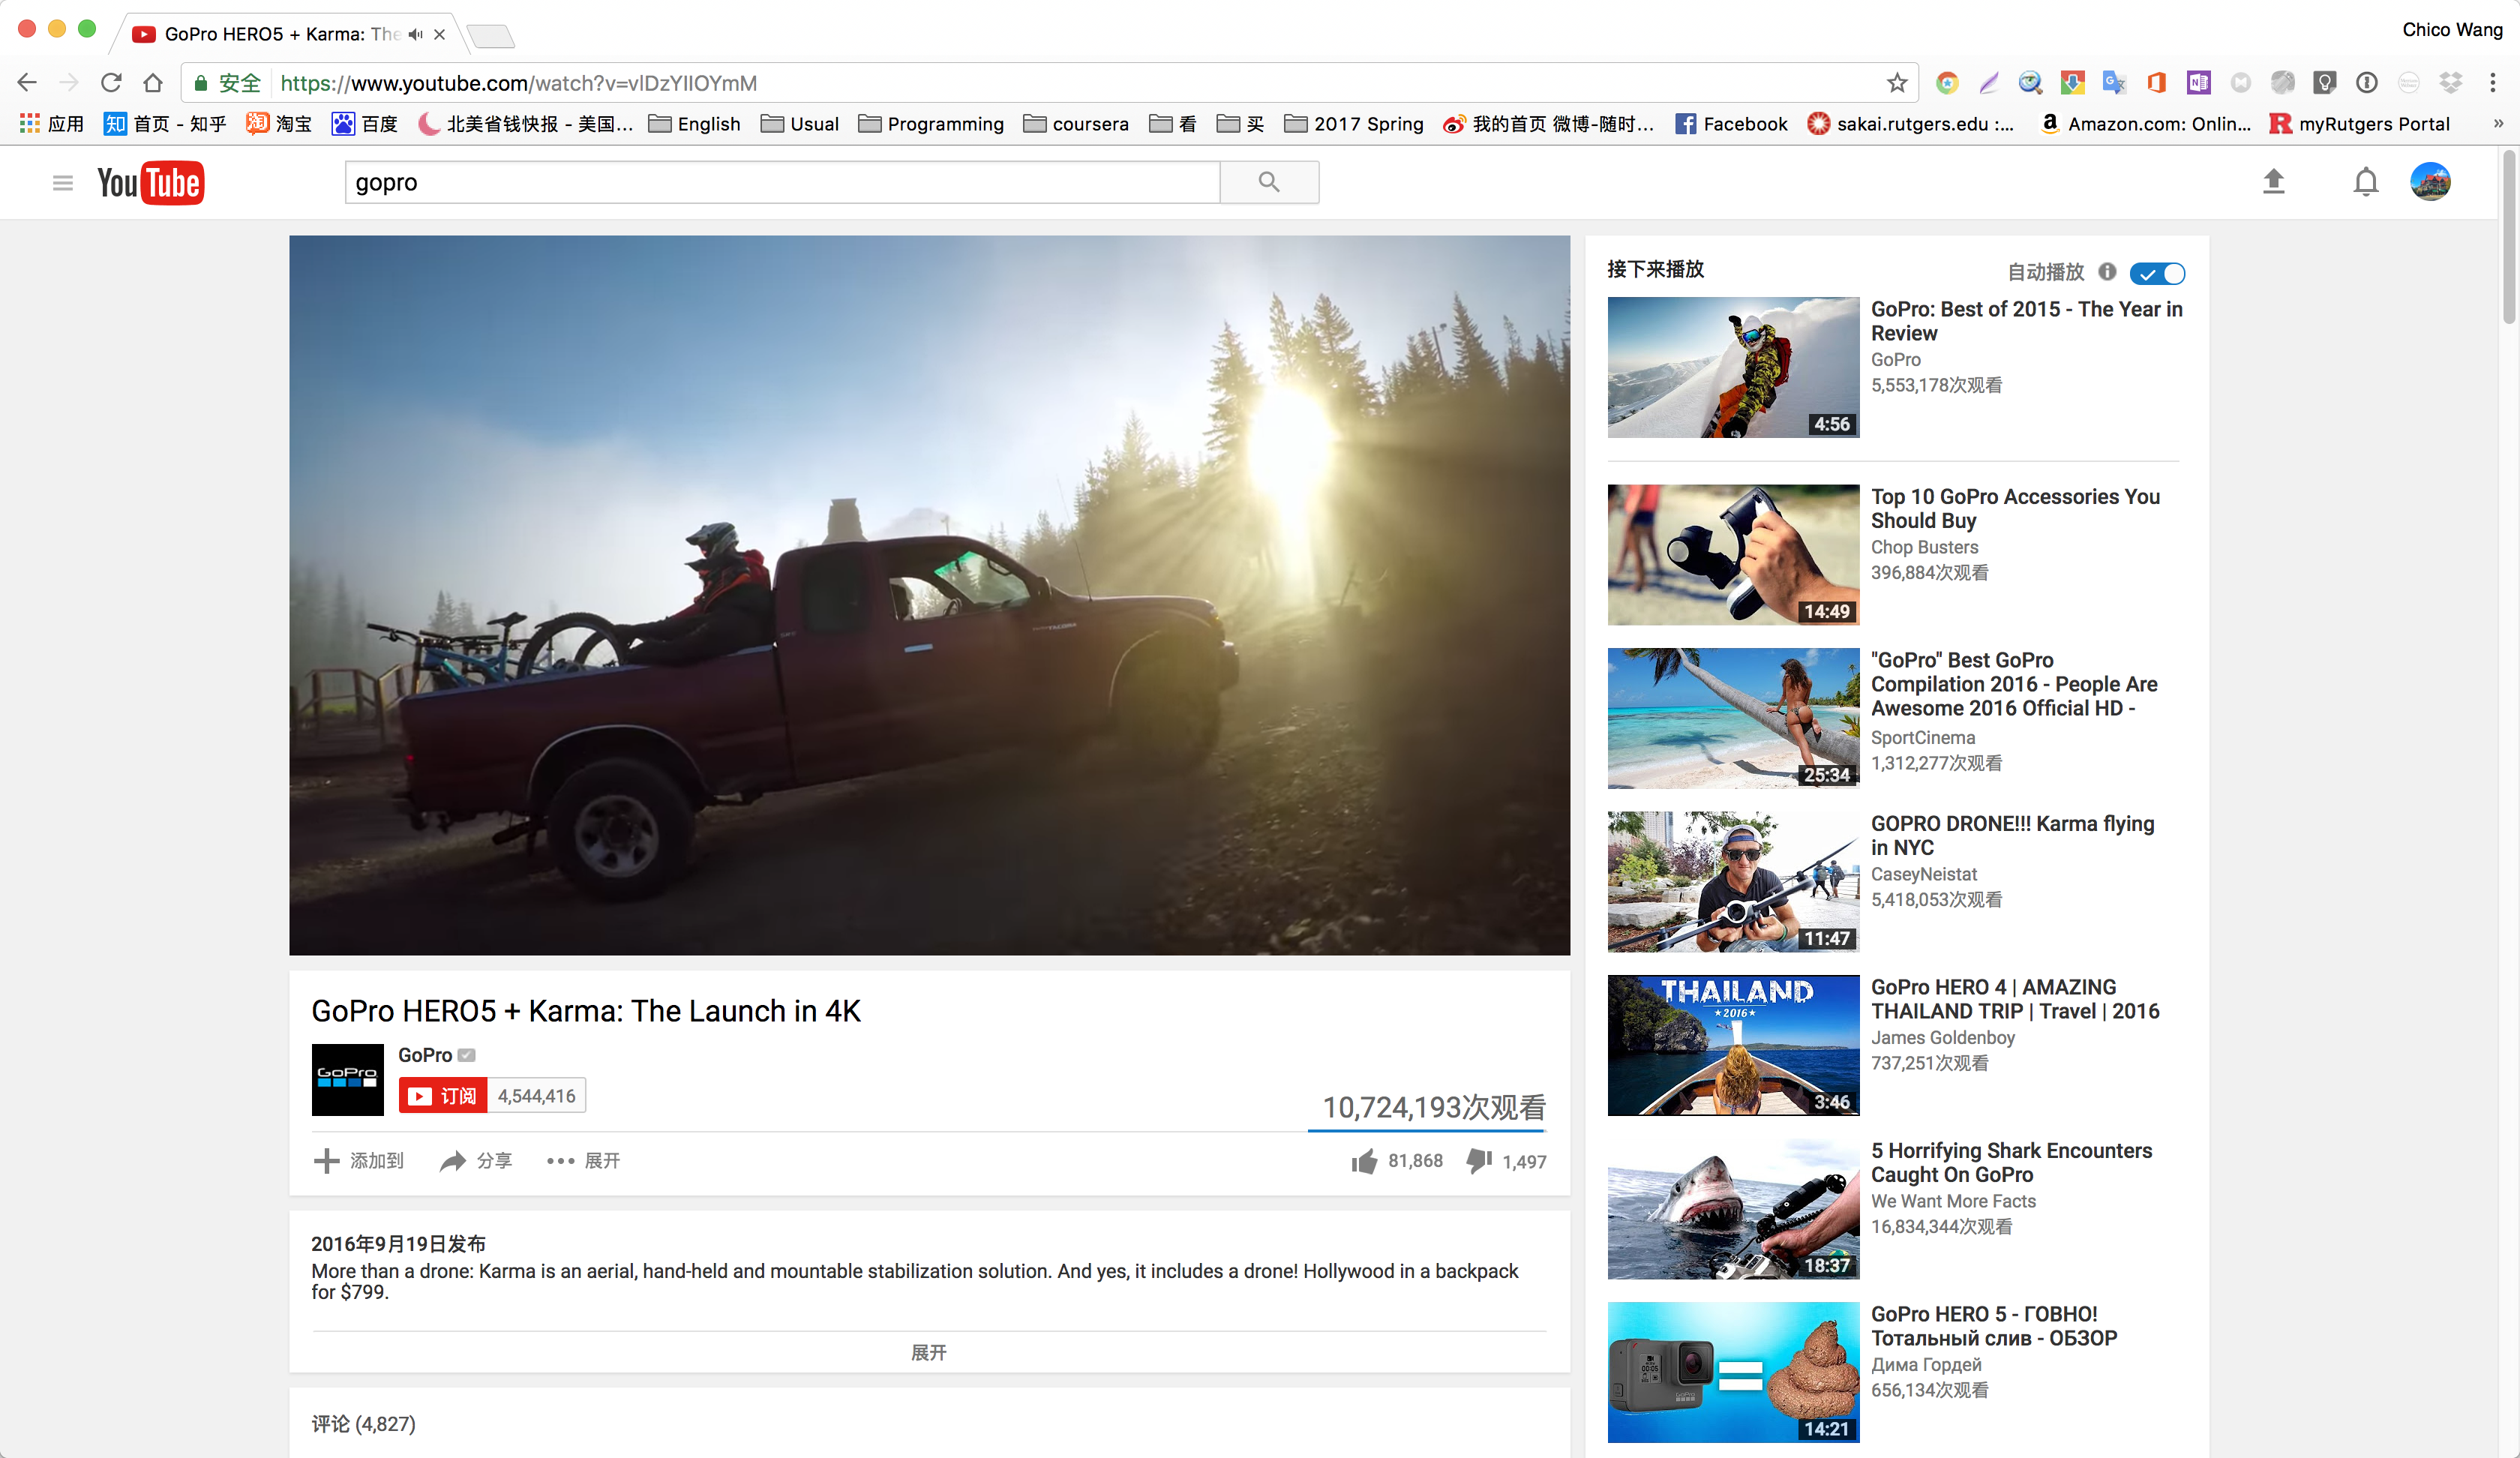 GoPro HERO5 + Karma: The
Chico Wang
安全
https://www.youtube.com/watch?v=vlDzYIlOYmM
应用
知 首页 - 知乎
淘 淘宝
百度
北美省钱快报 - 美国...
English
Usual
Programming
coursera
看
买
2017 Spring
我的首页 微博-随时...
Facebook
sakai.rutgers.edu :...
Amazon.com: Onlin...
myRutgers Portal
YouTube
gopro
GoPro HERO5 + Karma: The Launch in 4K
GoPro
GoPro
订阅 4,544,416
10,724,193次观看
添加到
分享
展开
81,868
1,497
2016年9月19日发布
More than a drone: Karma is an aerial, hand-held and mountable stabilization solution. And yes, it includes a drone! Hollywood in a backpack
for $799.
展开
评论 (4,827)
接下来播放
自动播放
GoPro: Best of 2015 - The Year in
Review
GoPro
5,553,178次观看
4:56
Top 10 GoPro Accessories You
Should Buy
Chop Busters
396,884次观看
14:49
"GoPro" Best GoPro
Compilation 2016 - People Are
Awesome 2016 Official HD -
SportCinema
1,312,277次观看
25:34
GOPRO DRONE!!! Karma flying
in NYC
CaseyNeistat
5,418,053次观看
11:47
THAILAND
2016
GoPro HERO 4 | AMAZING
THAILAND TRIP | Travel | 2016
James Goldenboy
737,251次观看
3:46
5 Horrifying Shark Encounters
Caught On GoPro
We Want More Facts
16,834,344次观看
18:37
GoPro HERO 5 - ГОВНО!
Тотальный слив - ОБЗОР
Дима Гордей
656,134次观看
14:21